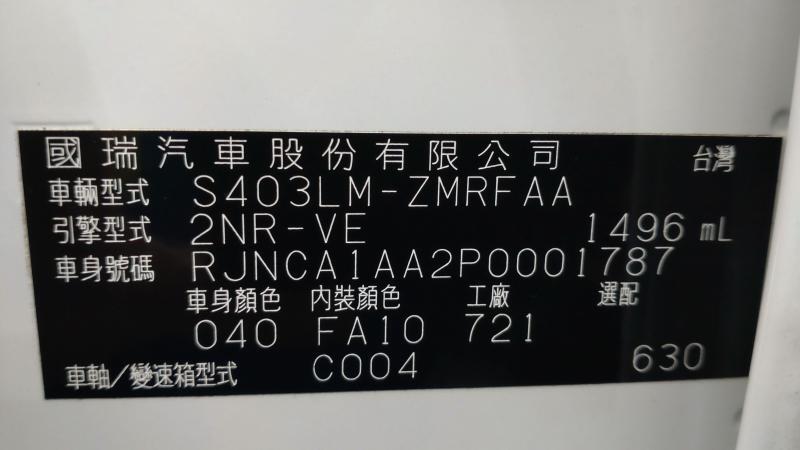 國瑞汽車股份有限公司 台灣
車輛型式 S403LM-ZMRFAA
引擎型式 2NR-VE 1496 mL
車身號碼 RJNCA1AA2P0001787
車身顏色 內裝顏色 工廠 選配
040 FA10 721
車軸/變速箱型式 C004 630